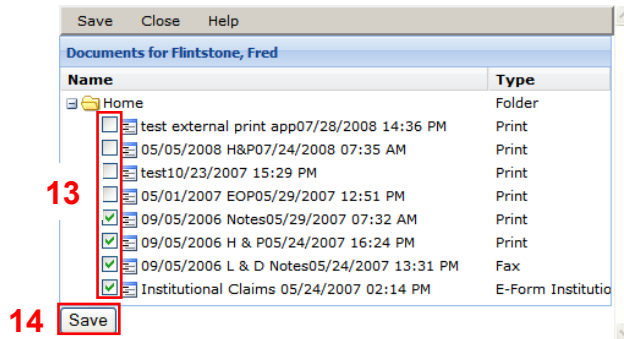 Save Close Help
Documents for Flintstone, Fred
Name Type
Home Folder
test external print app07/28/2008 14:36 PM Print
05/05/2008 H&P07/24/2008 07:35 AM Print
test10/23/2007 15:29 PM Print
13
05/01/2007 EOP05/29/2007 12:51 PM Print
09/05/2006 Notes05/29/2007 07:32 AM Print
09/05/2006 H & P05/24/2007 16:24 PM Print
09/05/2006 L & D Notes05/24/2007 13:31 PM Fax
Institutional Claims 05/24/2007 02:14 PM E-Form Institutio
14 Save